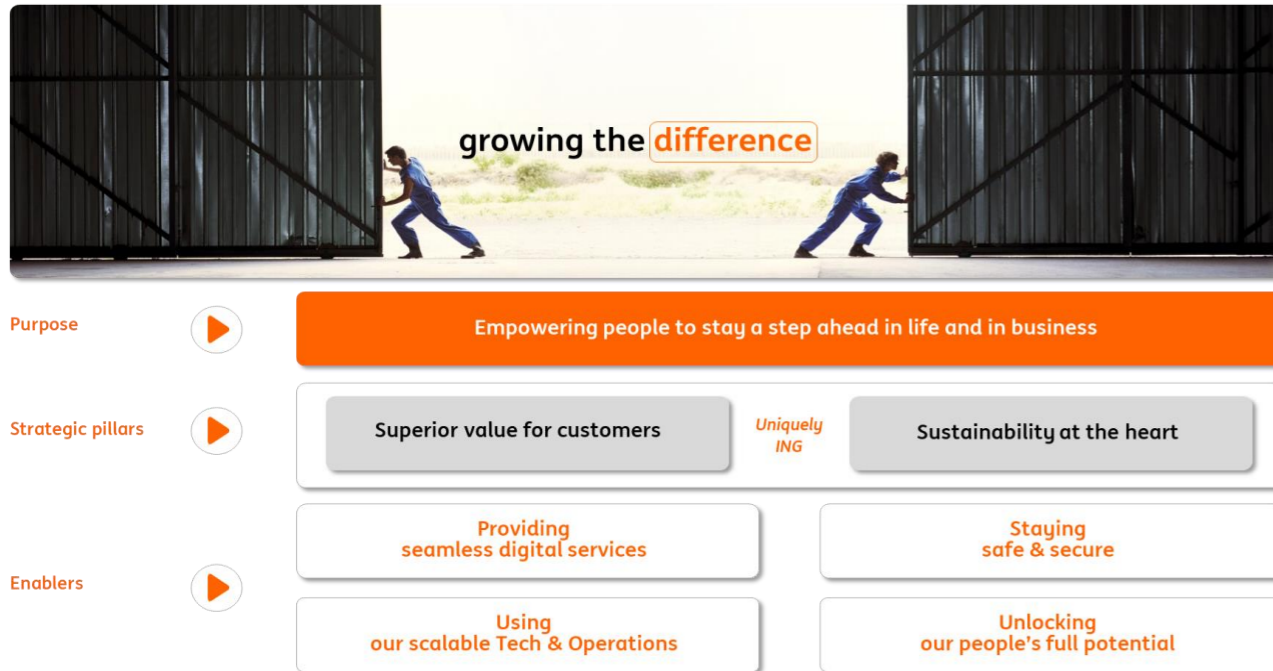 growing the difference
Purpose
Empowering people to stay a step ahead in life and in business
Strategic pillars
Superior value for customers
Uniquely
ING
Sustainability at the heart
Enablers
Providing
seamless digital services
Staying
safe & secure
Using
our scalable Tech & Operations
Unlocking
our people's full potential